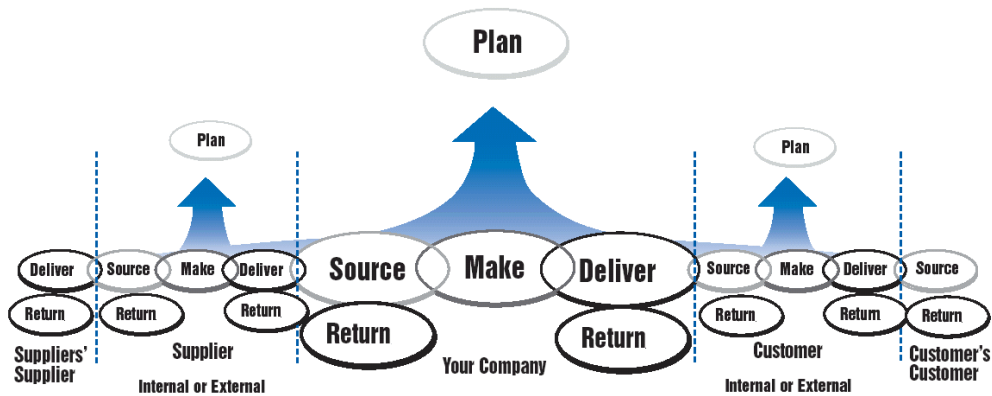 Plan
Plan
Plan
Deliver
Source
Make
Deliver
Source
Make
Deliver
Source
Make
Deliver
Source
Return
Return
Return
Return
Return
Return
Return
Return
Suppliers'
Supplier
Supplier
Your Company
Customer
Customer's
Customer
Internal or External
Internal or External